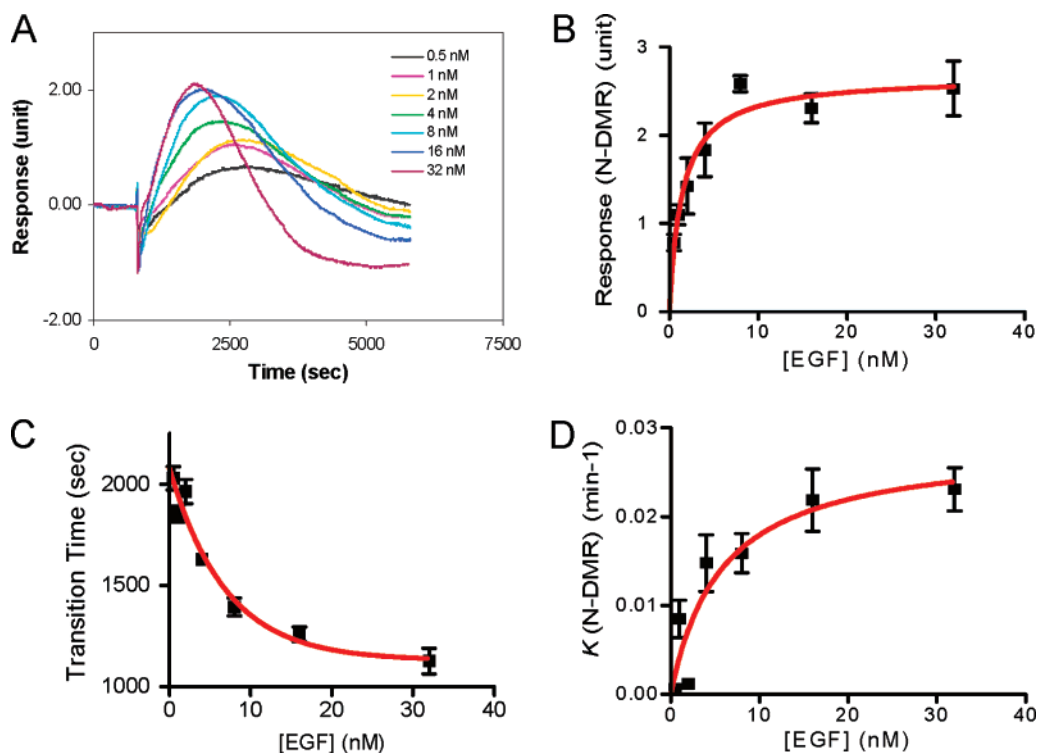 A
Response (unit)
2.00
0.00
-2.00
0
2500
5000
7500
Time (sec)
0.5 nM
1 nM
2 nM
4 nM
8 nM
16 nM
32 nM
B
Response (N-DMR) (unit)
3
2
1
0
0
10
20
30
40
[EGF] (nM)
C
Transition Time (sec)
2000
1500
1000
0
10
20
30
40
[EGF] (nM)
D
K (N-DMR) (min-1)
0.03
0.02
0.01
0.00
0
10
20
30
40
[EGF] (nM)